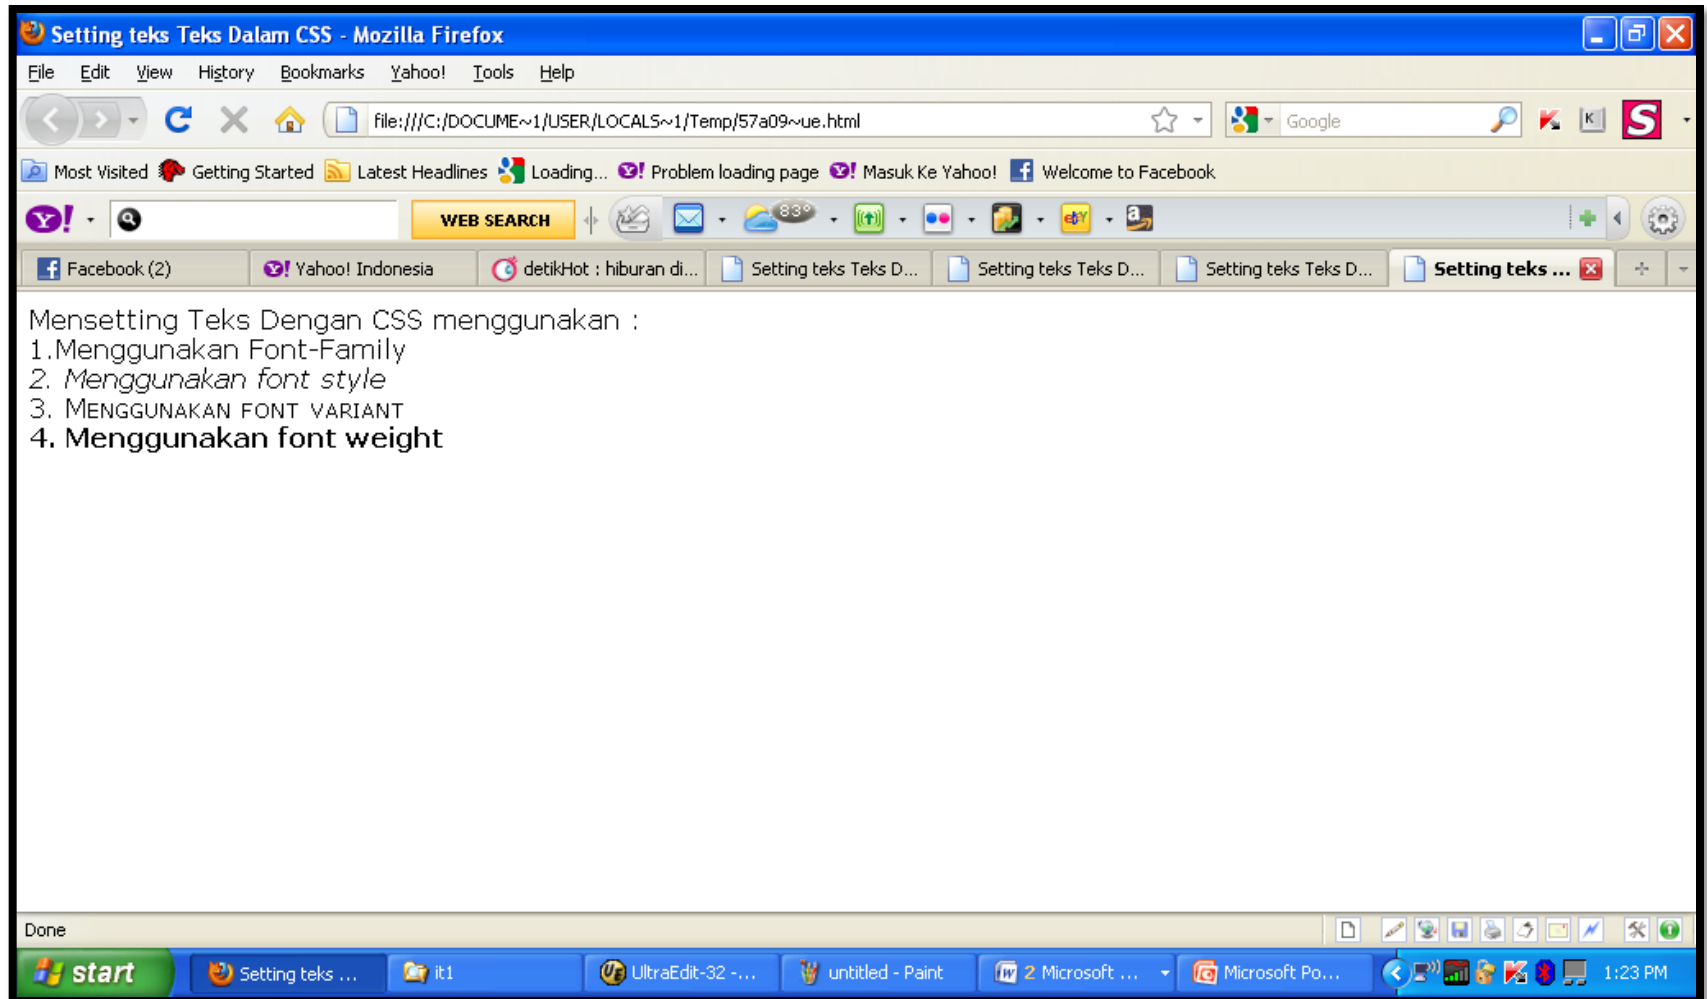 Setting teks Teks Dalam CSS - Mozilla Firefox
File Edit View History Bookmarks Yahoo! Tools Help
file:///C:/DOCUME~1/USER/LOCALS~1/Temp/57a09~ue.html Google K S
Most Visited Getting Started Latest Headlines Loading... Y! Problem loading page Y! Masuk Ke Yahoo! f Welcome to Facebook
Y! WEB SEARCH 83° ebY a
f Facebook (2) Y! Yahoo! Indonesia detikHot : hiburan di... Setting teks Teks D... Setting teks Teks D... Setting teks Teks D... Setting teks ...
Mensetting Teks Dengan CSS menggunakan :
1.Menggunakan Font-Family
2. Menggunakan font style
3. Menggunakan font variant
4. Menggunakan font weight
Done
start Setting teks ... it1 UE UltraEdit-32 -... untitled - Paint W 2 Microsoft ... Microsoft Po... 1:23 PM